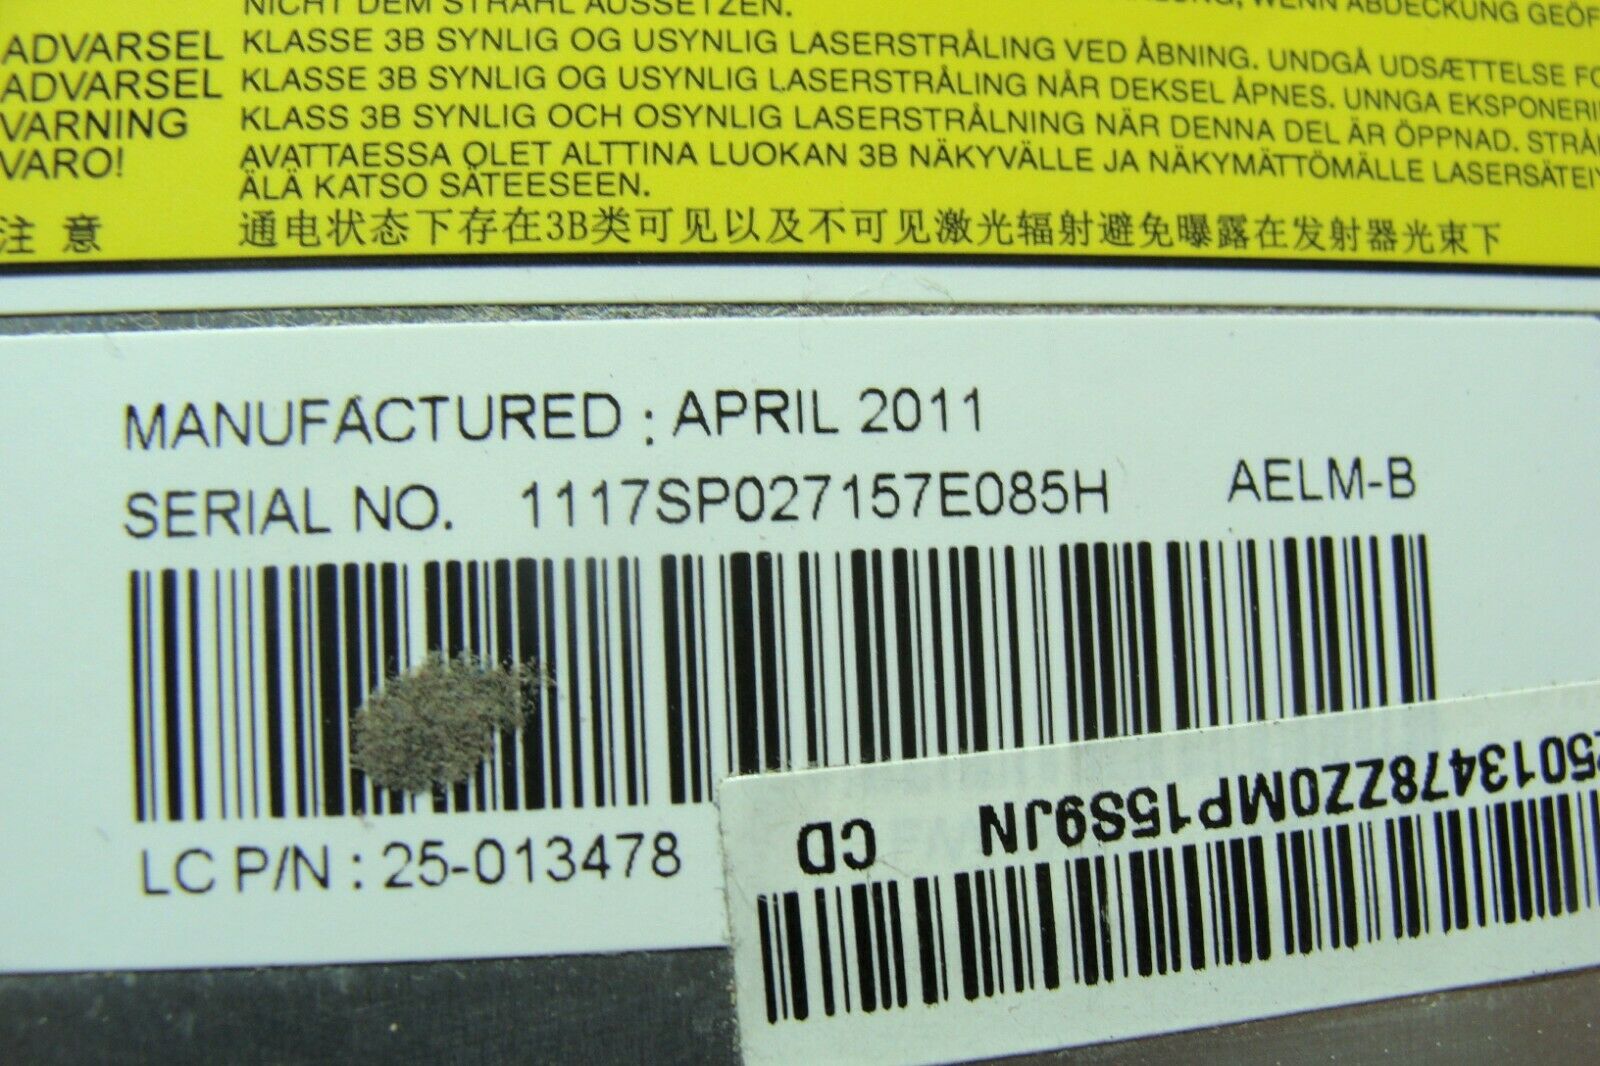 NICHT DEM STRAHL AUSSETZEN. WENN ABDECKUNG
ADVARSEL KLASSE 3B SYNLIG OG USYNLIG LASERSTRÅLING VED ÅBNING. UNDGÅ UDSÆTTELSE
ADVARSEL KLASSE 3B SYNLIG OG USYNLIG LASERSTRÅLING NÅR DEKSEL ÅPNES. UNNGA
VARNING KLASS 3B SYNLIG OCH OSYNLIG LASERSTRÅLNING NÄR DENNA DEL ÄR ÖPPNAD.
VARO! AVATTAESSA OLET ALTTINA LUOKAN 3B NÄKYVÄLLE JA NÄKYMÄTTÖMÄLLE
ÄLÄ KATSO SÄTEESEEN.
注意 通电状态下存在3B类可见以及不可见激光辐射避免曝露在发射器光束下
MANUFACTURED : APRIL 2011
SERIAL NO. 1117SP027157E085H AELM-B
LC P/N : 25-013478
25013478ZZ0MP15S9JN CD